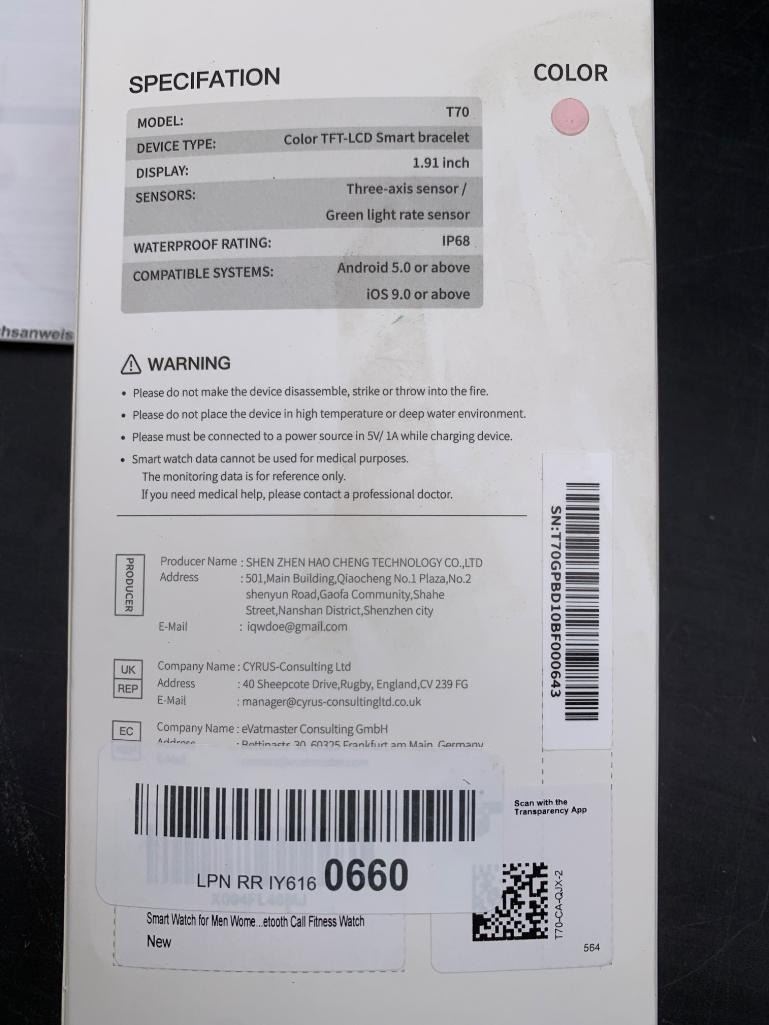 SPECIFATION
COLOR
MODEL: T70
DEVICE TYPE: Color TFT-LCD Smart bracelet
DISPLAY: 1.91 inch
SENSORS: Three-axis sensor /
Green light rate sensor
WATERPROOF RATING: IP68
COMPATIBLE SYSTEMS: Android 5.0 or above
iOS 9.0 or above
hsanweis
WARNING
• Please do not make the device disassemble, strike or throw into the fire.
• Please do not place the device in high temperature or deep water environment.
• Please must be connected to a power source in 5V/ 1A while charging device.
• Smart watch data cannot be used for medical purposes.
The monitoring data is for reference only.
If you need medical help, please contact a professional doctor.
SN:T70GPBD10BF000643
PRODUCER
Producer Name : SHEN ZHEN HAO CHENG TECHNOLOGY CO.,LTD
Address : 501,Main Building,Qiaocheng No.1 Plaza,No.2
shenyun Road,Gaofa Community,Shahe
Street,Nanshan District,Shenzhen city
E-Mail : iqwdoe@gmail.com
UK
REP
Company Name : CYRUS-Consulting Ltd
Address : 40 Sheepcote Drive,Rugby, England,CV 239 FG
E-Mail : manager@cyrus-consultingltd.co.uk
EC
Company Name : eVatmaster Consulting GmbH
Address : Bettinastr. 30, 60325 Frankfurt am Main, Germany
E-Mail
Scan with the
Transparency App
LPN RR IY616 0660
Smart Watch for Men Wome...etooth Call Fitness Watch
New
T70-CA-QJX-2
564